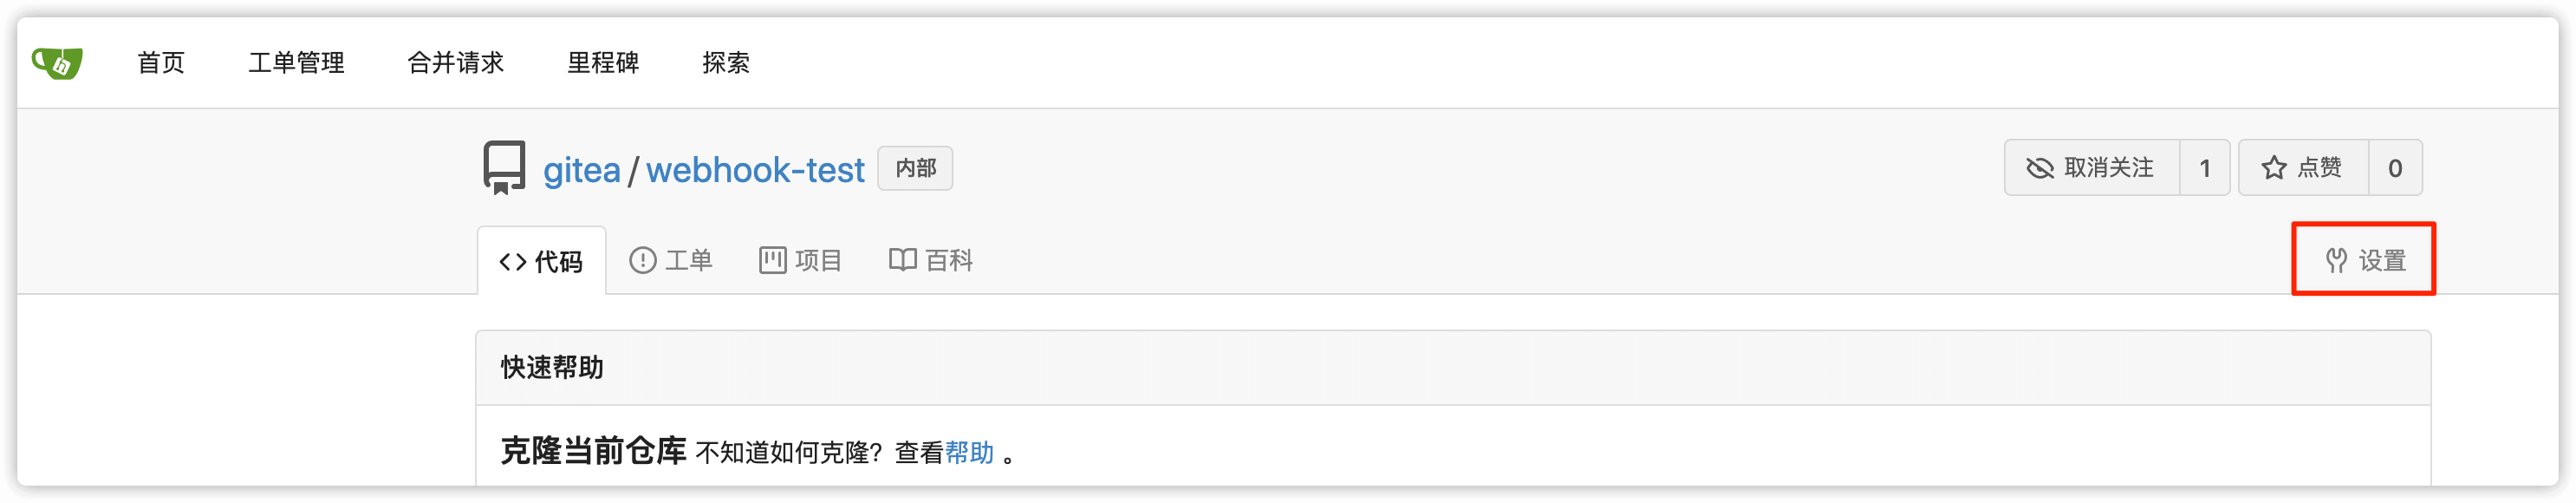 首页 工单管理 合并请求 里程碑 探索
gitea / webhook-test 内部 取消关注 1 点赞 0
代码 工单 项目 百科 设置
快速帮助
克隆当前仓库 不知道如何克隆？查看帮助 。